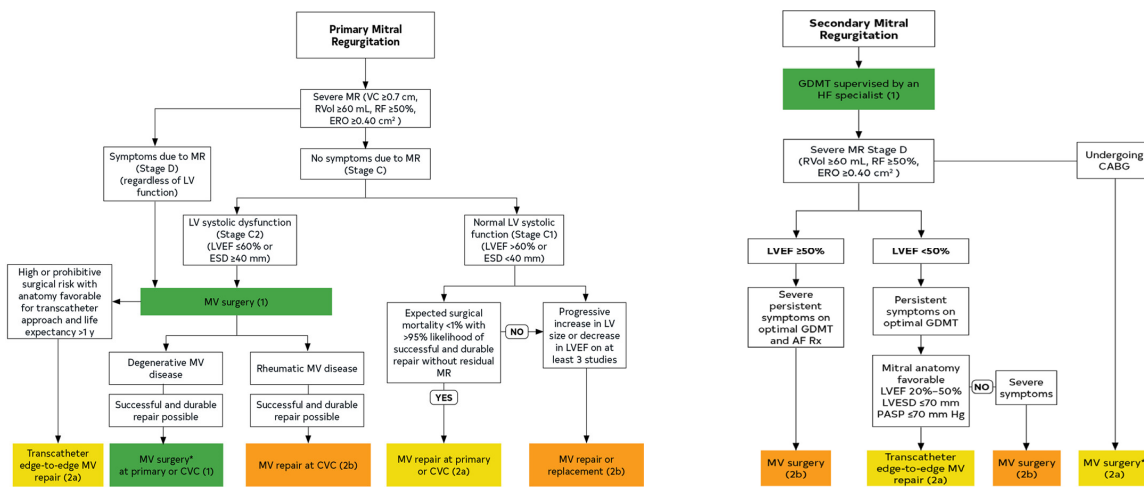 Primary Mitral
Regurgitation
Severe MR (VC ≥0.7 cm,
RVol ≥60 mL, RF ≥50%,
ERO ≥0.40 cm²)
Symptoms due to MR
(Stage D)
(regardless of LV
function)
No symptoms due to MR
(Stage C)
LV systolic dysfunction
(Stage C2)
(LVEF ≤60% or
ESD ≥40 mm)
Normal LV systolic
function (Stage C1)
(LVEF >60% or
ESD <40 mm)
High or prohibitive
surgical risk with
anatomy favorable
for transcatheter
approach and life
expectancy >1 y
MV surgery (1)
Expected surgical
mortality <1% with
>95% likelihood of
successful and durable
repair without residual
MR
NO
Progressive
increase in LV
size or decrease
in LVEF on at
least 3 studies
Degenerative MV
disease
Rheumatic MV disease
Successful and durable
repair possible
Successful and durable
repair possible
YES
Transcatheter
edge-to-edge MV
repair (2a)
MV surgery*
at primary or CVC (1)
MV repair at CVC (2b)
MV repair at primary
or CVC (2a)
MV repair or
replacement (2b)
Secondary Mitral
Regurgitation
GDMT supervised by an
HF specialist (1)
Severe MR Stage D
(RVol ≥60 mL, RF ≥50%,
ERO ≥0.40 cm²)
Undergoing
CABG
LVEF ≥50%
LVEF <50%
Severe
persistent
symptoms on
optimal GDMT
and AF Rx
Persistent
symptoms on
optimal GDMT
Mitral anatomy
favorable
LVEF 20%–50%
LVESD ≤70 mm
PASP ≤70 mm Hg
NO
Severe
symptoms
MV surgery
(2b)
Transcatheter
edge-to-edge MV
repair (2a)
MV surgery
(2b)
MV surgery*
(2a)